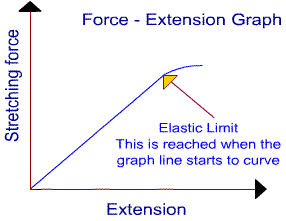 Force - Extension Graph
Stretching force
Elastic Limit
This is reached when the
graph line starts to curve
Extension